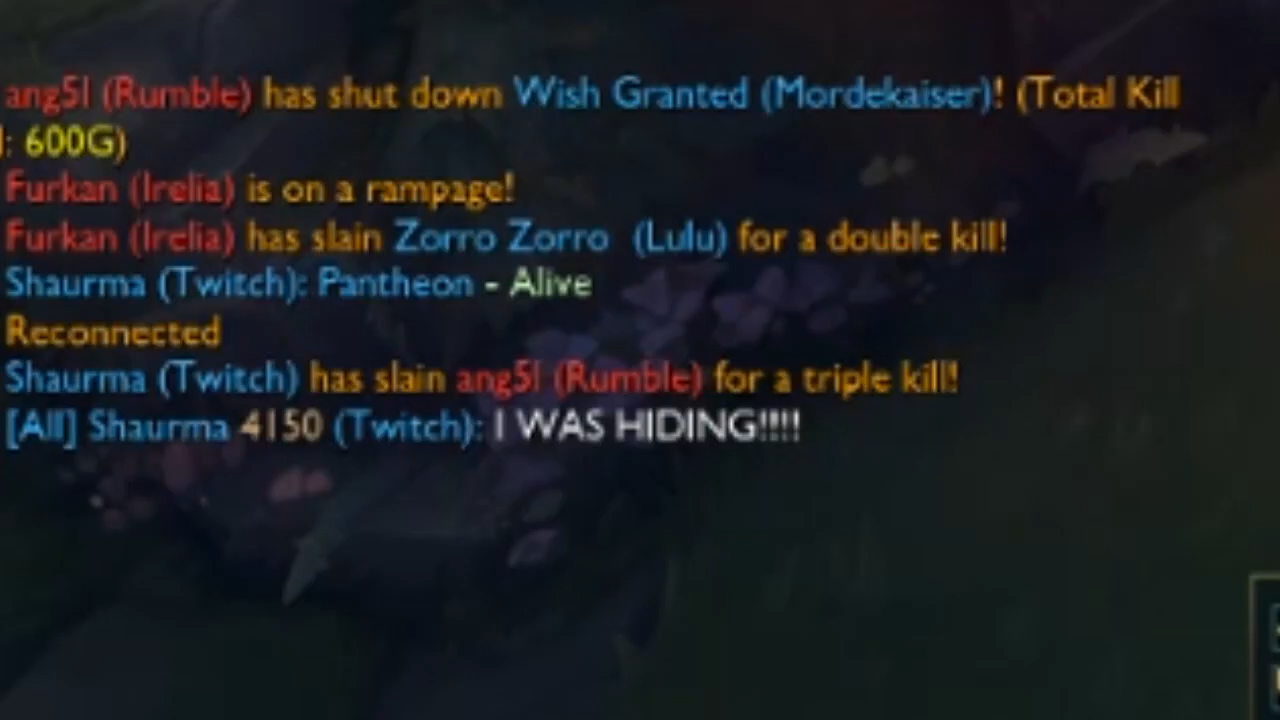 ang5l (Rumble) has shut down Wish Granted (Mordekaiser)! (Total Kill
: 600G)
Furkan (Irelia) is on a rampage!
Furkan (Irelia) has slain Zorro Zorro (Lulu) for a double kill!
Shaurma (Twitch): Pantheon - Alive
Reconnected
Shaurma (Twitch) has slain ang5l (Rumble) for a triple kill!
[All] Shaurma 4150 (Twitch): I WAS HIDING!!!!